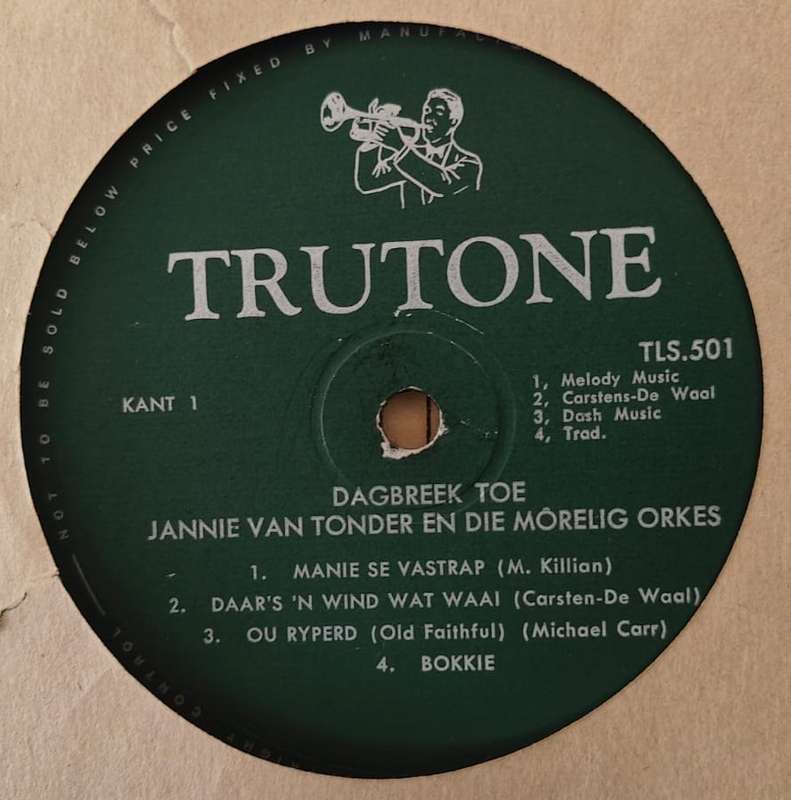 NOT TO BE SOLD BELOW PRICE FIXED BY
TRUTONE
TLS.501
KANT 1
1, Melody Music
2, Carstens-De Waal
3, Dash Music
4, Trad.
DAGBREEK TOE
JANNIE VAN TONDER EN DIE MÔRELIG ORKES
1. MANIE SE VASTRAP (M. Killian)
2. DAAR'S 'N WIND WAT WAAI (Carsten-De Waal)
3. OU RYPERD (Old Faithful) (Michael Carr)
4. BOKKIE
CONTROL